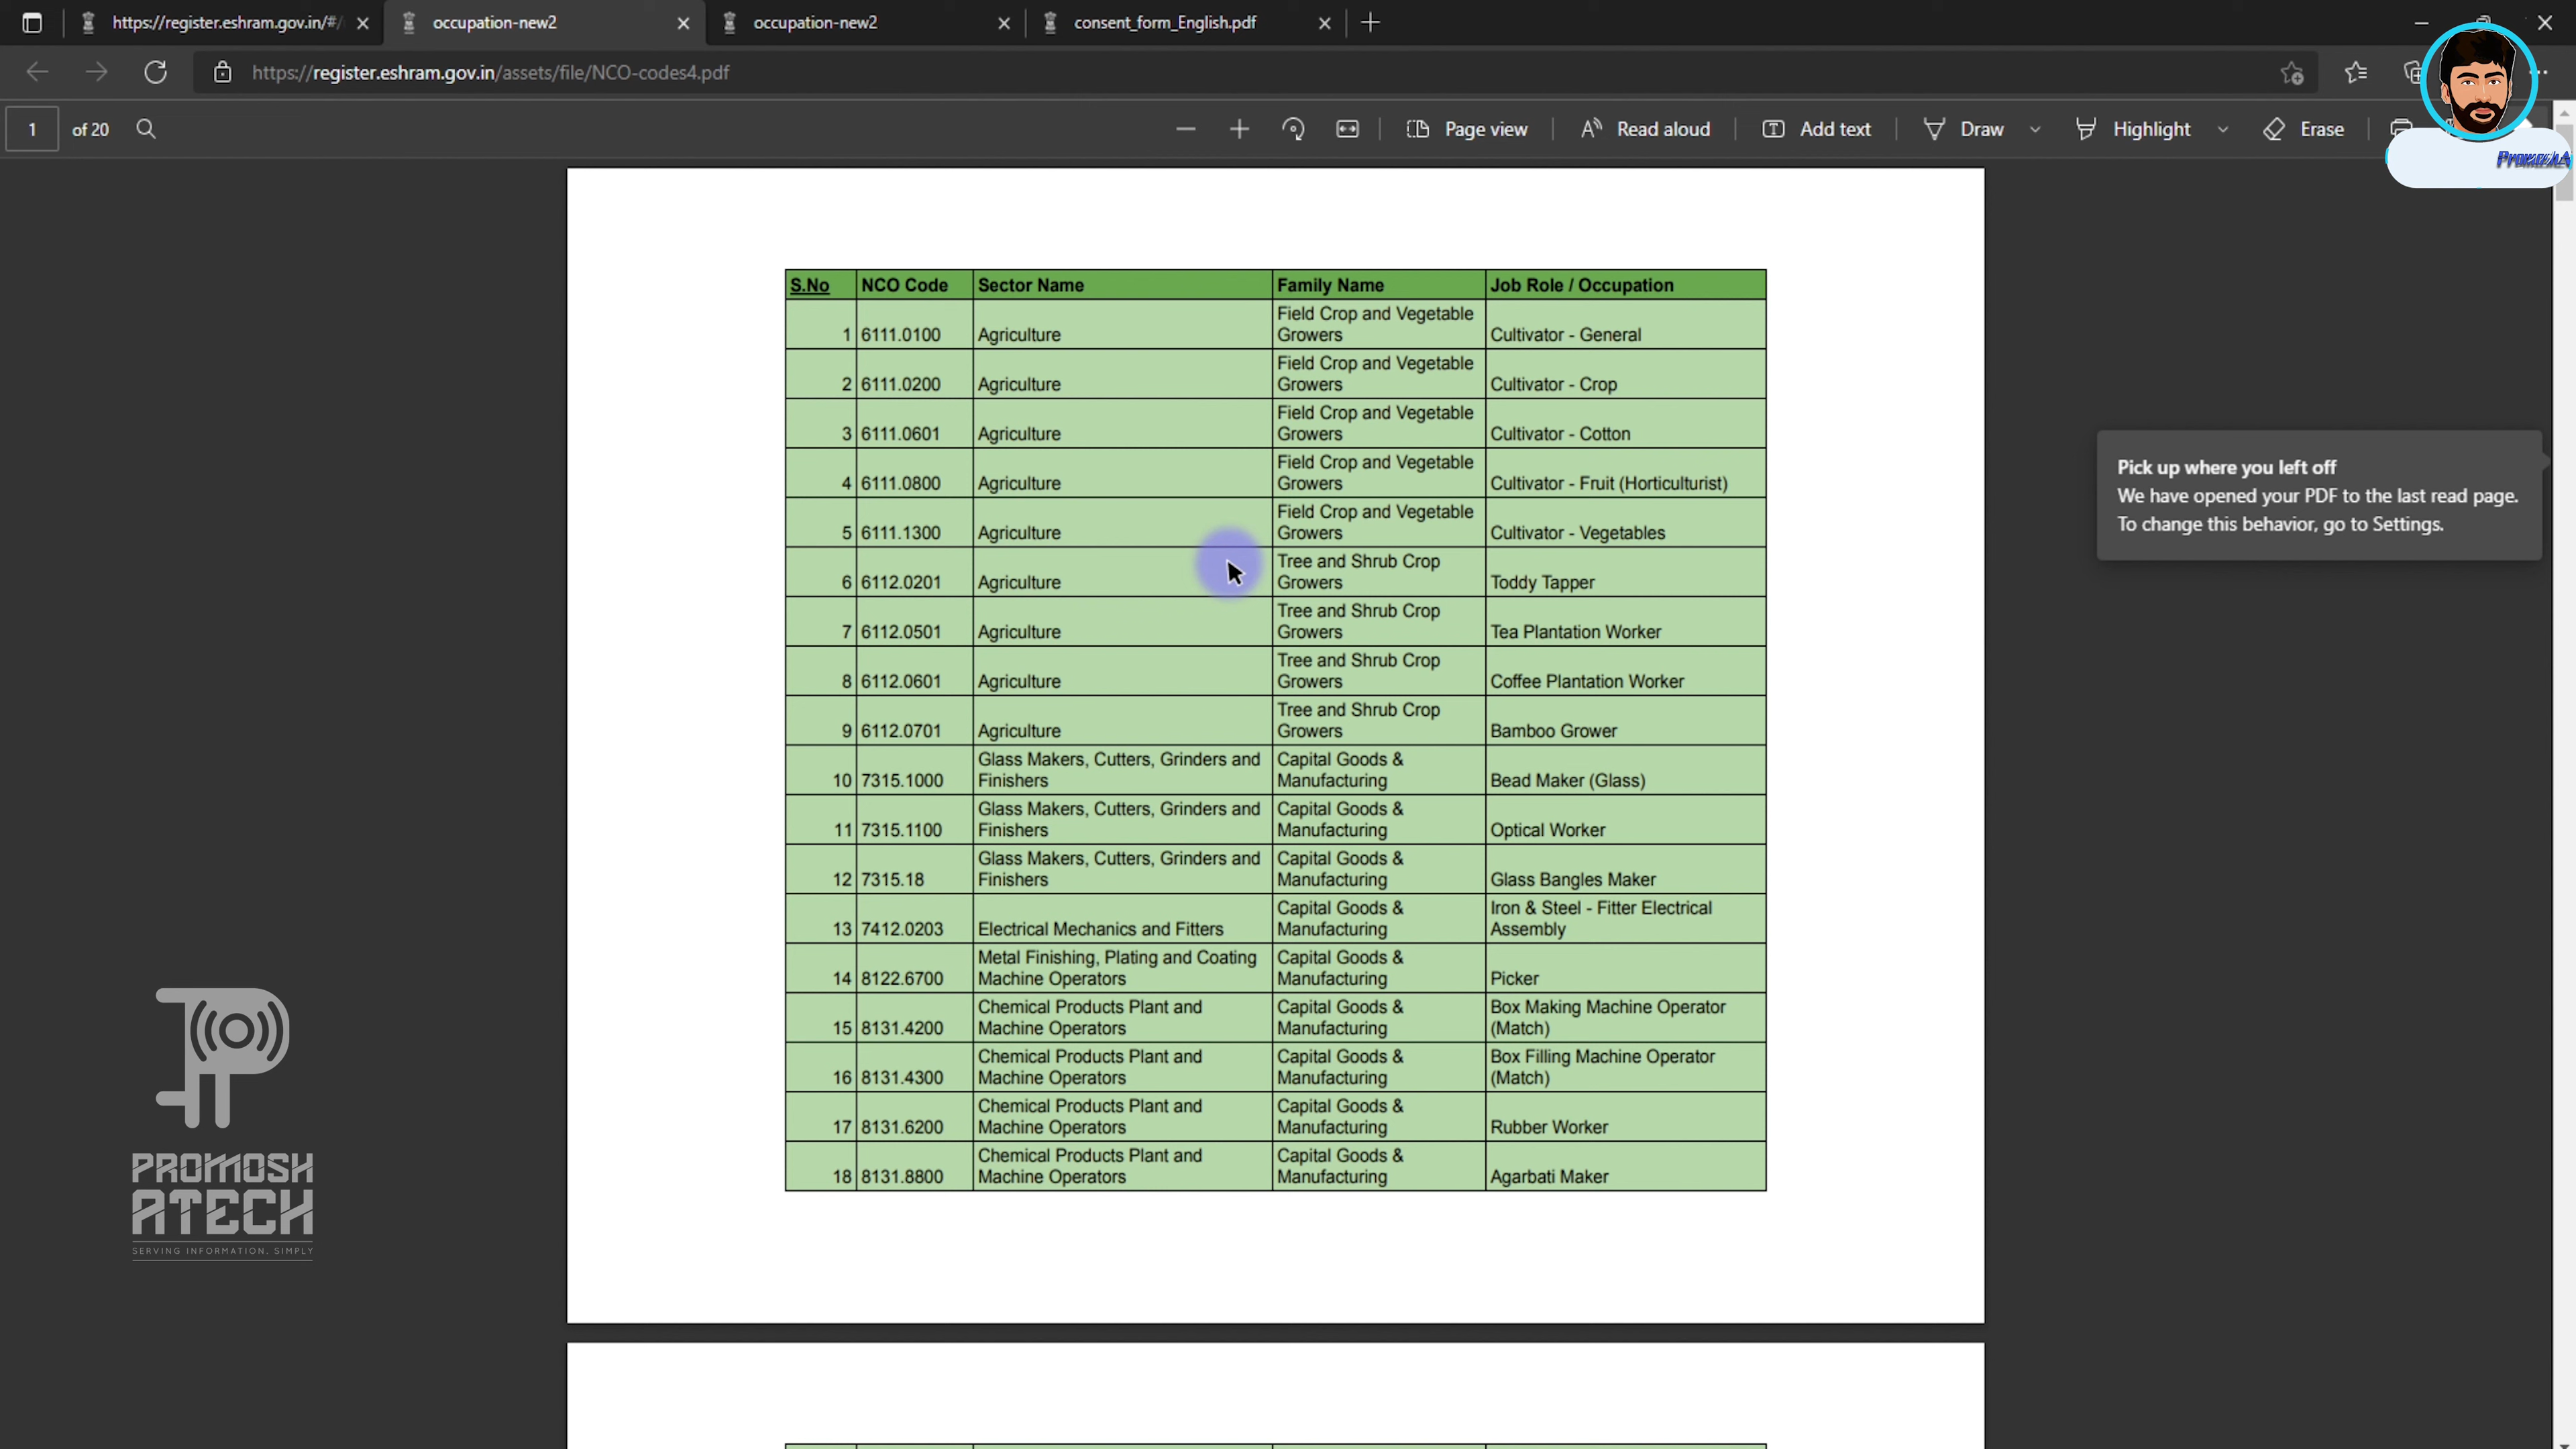 https://register.eshram.gov.in/#/
occupation-new2
occupation-new2
consent_form_English.pdf
https://register.eshram.gov.in/assets/file/NCO-codes4.pdf
1 of 20
Page view
Read aloud
Add text
Draw
Highlight
Erase
S.No NCO Code Sector Name Family Name Job Role / Occupation
1 6111.0100 Agriculture Field Crop and Vegetable Growers Cultivator - General
2 6111.0200 Agriculture Field Crop and Vegetable Growers Cultivator - Crop
3 6111.0601 Agriculture Field Crop and Vegetable Growers Cultivator - Cotton
4 6111.0800 Agriculture Field Crop and Vegetable Growers Cultivator - Fruit (Horticulturist)
5 6111.1300 Agriculture Field Crop and Vegetable Growers Cultivator - Vegetables
6 6112.0201 Agriculture Tree and Shrub Crop Growers Toddy Tapper
7 6112.0501 Agriculture Tree and Shrub Crop Growers Tea Plantation Worker
8 6112.0601 Agriculture Tree and Shrub Crop Growers Coffee Plantation Worker
9 6112.0701 Agriculture Tree and Shrub Crop Growers Bamboo Grower
10 7315.1000 Glass Makers, Cutters, Grinders and Finishers Capital Goods & Manufacturing Bead Maker (Glass)
11 7315.1100 Glass Makers, Cutters, Grinders and Finishers Capital Goods & Manufacturing Optical Worker
12 7315.18 Glass Makers, Cutters, Grinders and Finishers Capital Goods & Manufacturing Glass Bangles Maker
13 7412.0203 Electrical Mechanics and Fitters Capital Goods & Manufacturing Iron & Steel - Fitter Electrical Assembly
14 8122.6700 Metal Finishing, Plating and Coating Machine Operators Capital Goods & Manufacturing Picker
15 8131.4200 Chemical Products Plant and Machine Operators Capital Goods & Manufacturing Box Making Machine Operator (Match)
16 8131.4300 Chemical Products Plant and Machine Operators Capital Goods & Manufacturing Box Filling Machine Operator (Match)
17 8131.6200 Chemical Products Plant and Machine Operators Capital Goods & Manufacturing Rubber Worker
18 8131.8800 Chemical Products Plant and Machine Operators Capital Goods & Manufacturing Agarbati Maker
Pick up where you left off
We have opened your PDF to the last read page.
To change this behavior, go to Settings.
PROMOSH
ATECH
SERVING INFORMATION, SIMPLY